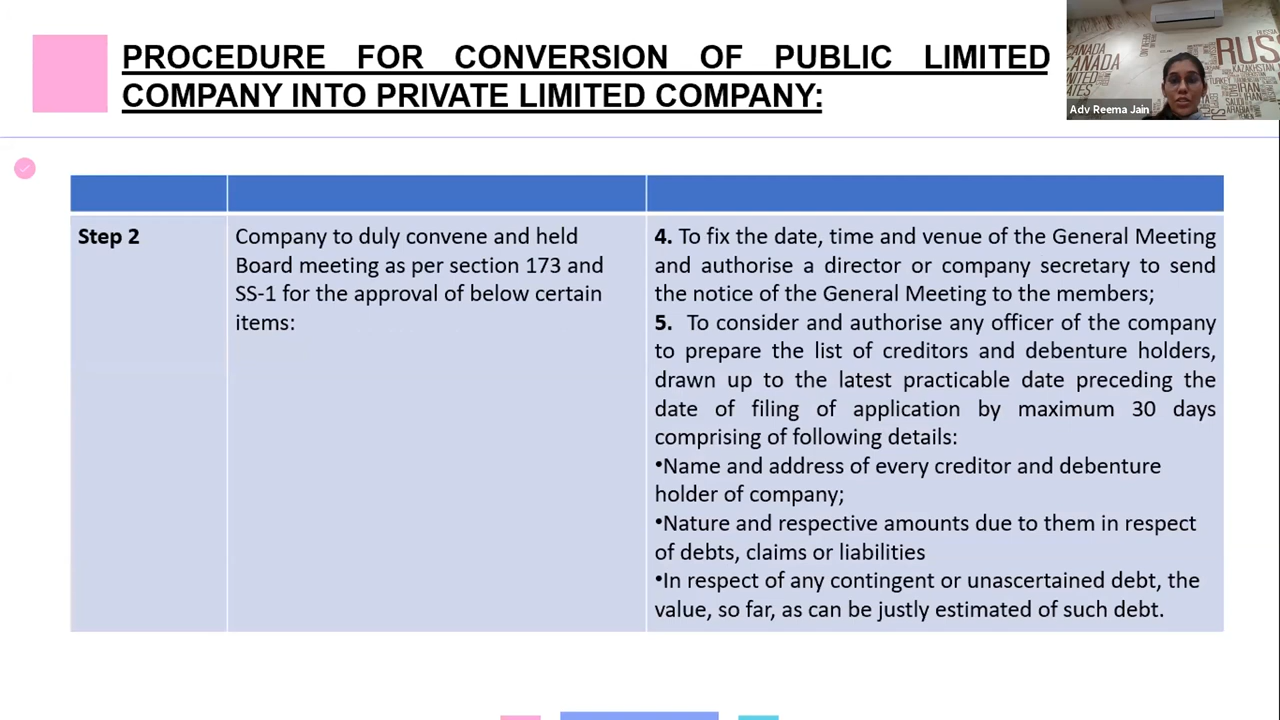 PROCEDURE FOR CONVERSION OF PUBLIC LIMITED
COMPANY INTO PRIVATE LIMITED COMPANY:
CANADA
CANADA
UNITED
RUSSIA
RUS
KAZAKHSTAN
IRAN
Adv Reema Jain
Step 2
Company to duly convene and held
Board meeting as per section 173 and
SS-1 for the approval of below certain
items:
4. To fix the date, time and venue of the General Meeting
and authorise a director or company secretary to send
the notice of the General Meeting to the members;
5. To consider and authorise any officer of the company
to prepare the list of creditors and debenture holders,
drawn up to the latest practicable date preceding the
date of filing of application by maximum 30 days
comprising of following details:
•Name and address of every creditor and debenture
holder of company;
•Nature and respective amounts due to them in respect
of debts, claims or liabilities
•In respect of any contingent or unascertained debt, the
value, so far, as can be justly estimated of such debt.